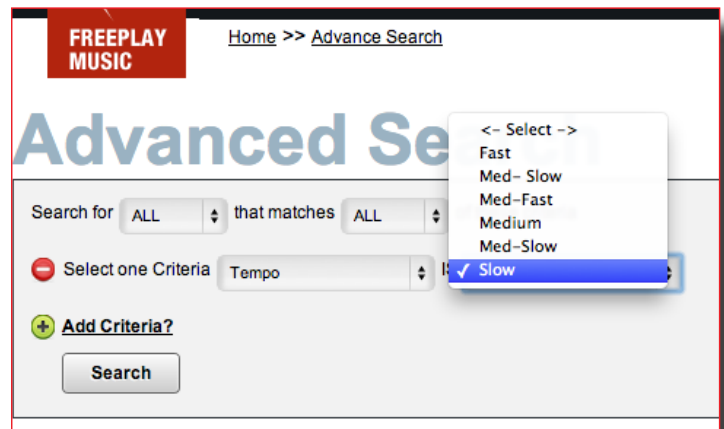 FREEPLAY
MUSIC
Home >> Advance Search
Advanced Se
<- Select ->
Fast
Med- Slow
Med-Fast
Medium
Med-Slow
✓ Slow
Search for ALL that matches ALL
Select one Criteria Tempo
Add Criteria?
Search